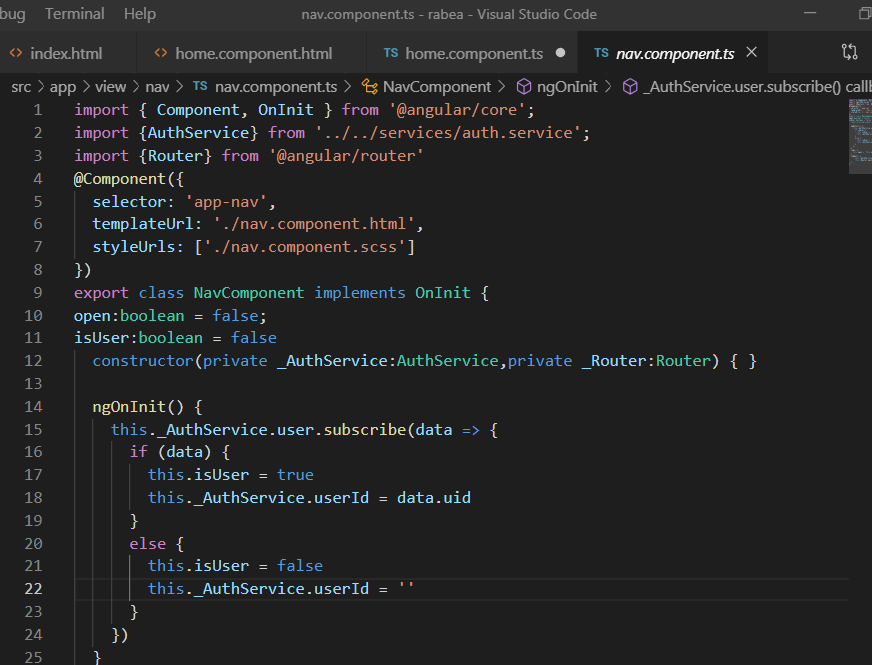 bug Terminal Help nav.component.ts - rabea - Visual Studio Code
<> index.html <> home.component.html TS home.component.ts ● TS nav.component.ts ×
src > app > view > nav > TS nav.component.ts > NavComponent > ngOnInit > _AuthService.user.subscribe() callb
1 import { Component, OnInit } from '@angular/core';
2 import {AuthService} from '../../services/auth.service';
3 import {Router} from '@angular/router'
4 @Component({
5   selector: 'app-nav',
6   templateUrl: './nav.component.html',
7   styleUrls: ['./nav.component.scss']
8 })
9 export class NavComponent implements OnInit {
10 open:boolean = false;
11 isUser:boolean = false
12   constructor(private _AuthService:AuthService,private _Router:Router) { }
13
14   ngOnInit() {
15     this._AuthService.user.subscribe(data => {
16       if (data) {
17         this.isUser = true
18         this._AuthService.userId = data.uid
19       }
20       else {
21         this.isUser = false
22         this._AuthService.userId = ''
23       }
24     })
25   }